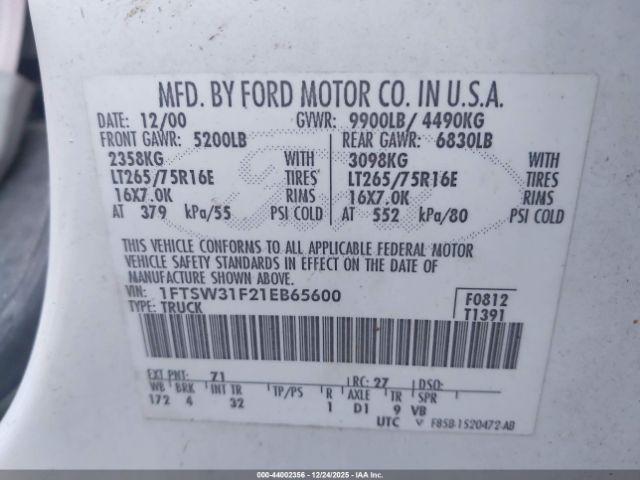 MFD. BY FORD MOTOR CO. IN U.S.A.
DATE: 12/00 GVWR: 9900LB/ 4490KG
FRONT GAWR: 5200LB REAR GAWR: 6830LB
2358KG WITH 3098KG WITH
LT265/75R16E TIRES LT265/75R16E TIRES
16X7.0K RIMS 16X7.0K RIMS
AT 379 kPa/55 PSI COLD AT 552 kPa/80 PSI COLD
THIS VEHICLE CONFORMS TO ALL APPLICABLE FEDERAL MOTOR
VEHICLE SAFETY STANDARDS IN EFFECT ON THE DATE OF
MANUFACTURE SHOWN ABOVE.
VIN: 1FTSW31F21EB65600 F0812
TYPE: TRUCK T1391
EXT PNT: 71 RC: 27 DSO:
WB BRK INT TR TP/PS R AXLE TR SPR
172 4 32 1 D1 9 VB
UTC V F85B-1520472-AB
000-44002356 | 12/24/2025 - IAAI.COM